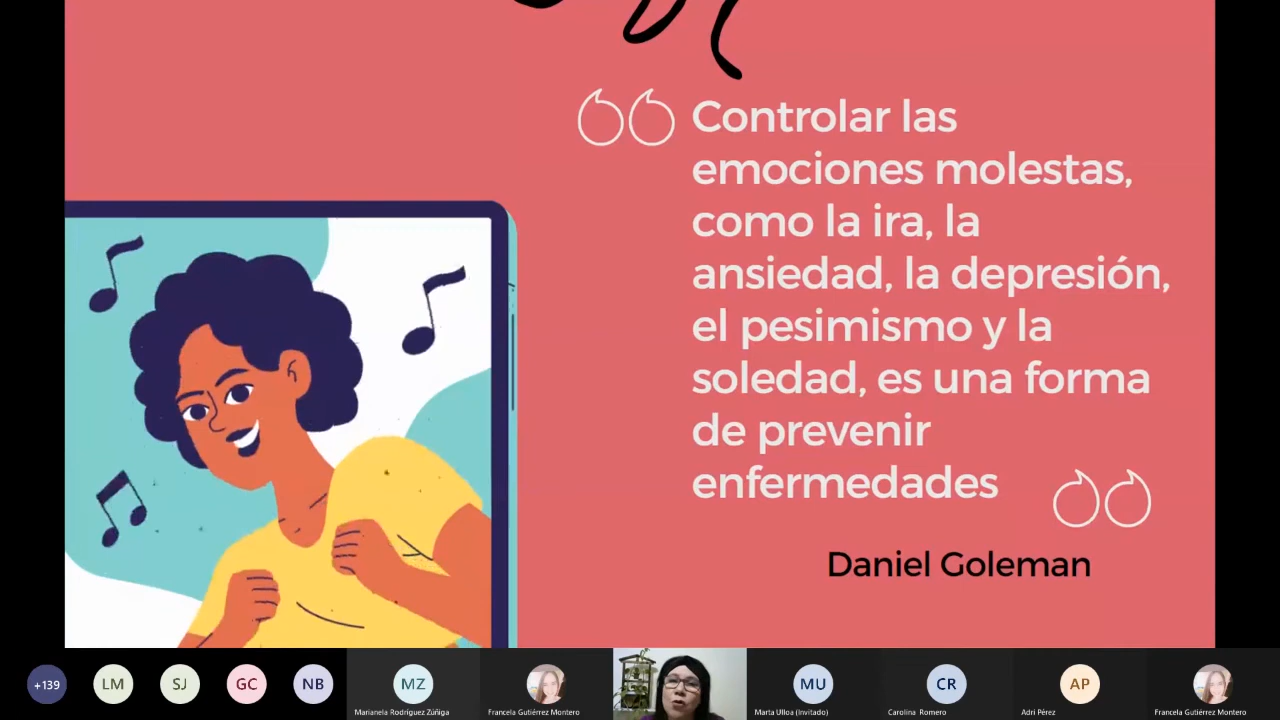 Controlar las
emociones molestas,
como la ira, la
ansiedad, la depresión,
el pesimismo y la
soledad, es una forma
de prevenir
enfermedades
Daniel Goleman
+139
LM
SJ
GC
NB
MZ
MU
CR
AP
Marianela Rodríguez Zúñiga
Francela Gutiérrez Montero
Marta Ulloa (Invitado)
Carolina Romero
Adri Pérez
Francela Gutiérrez Montero